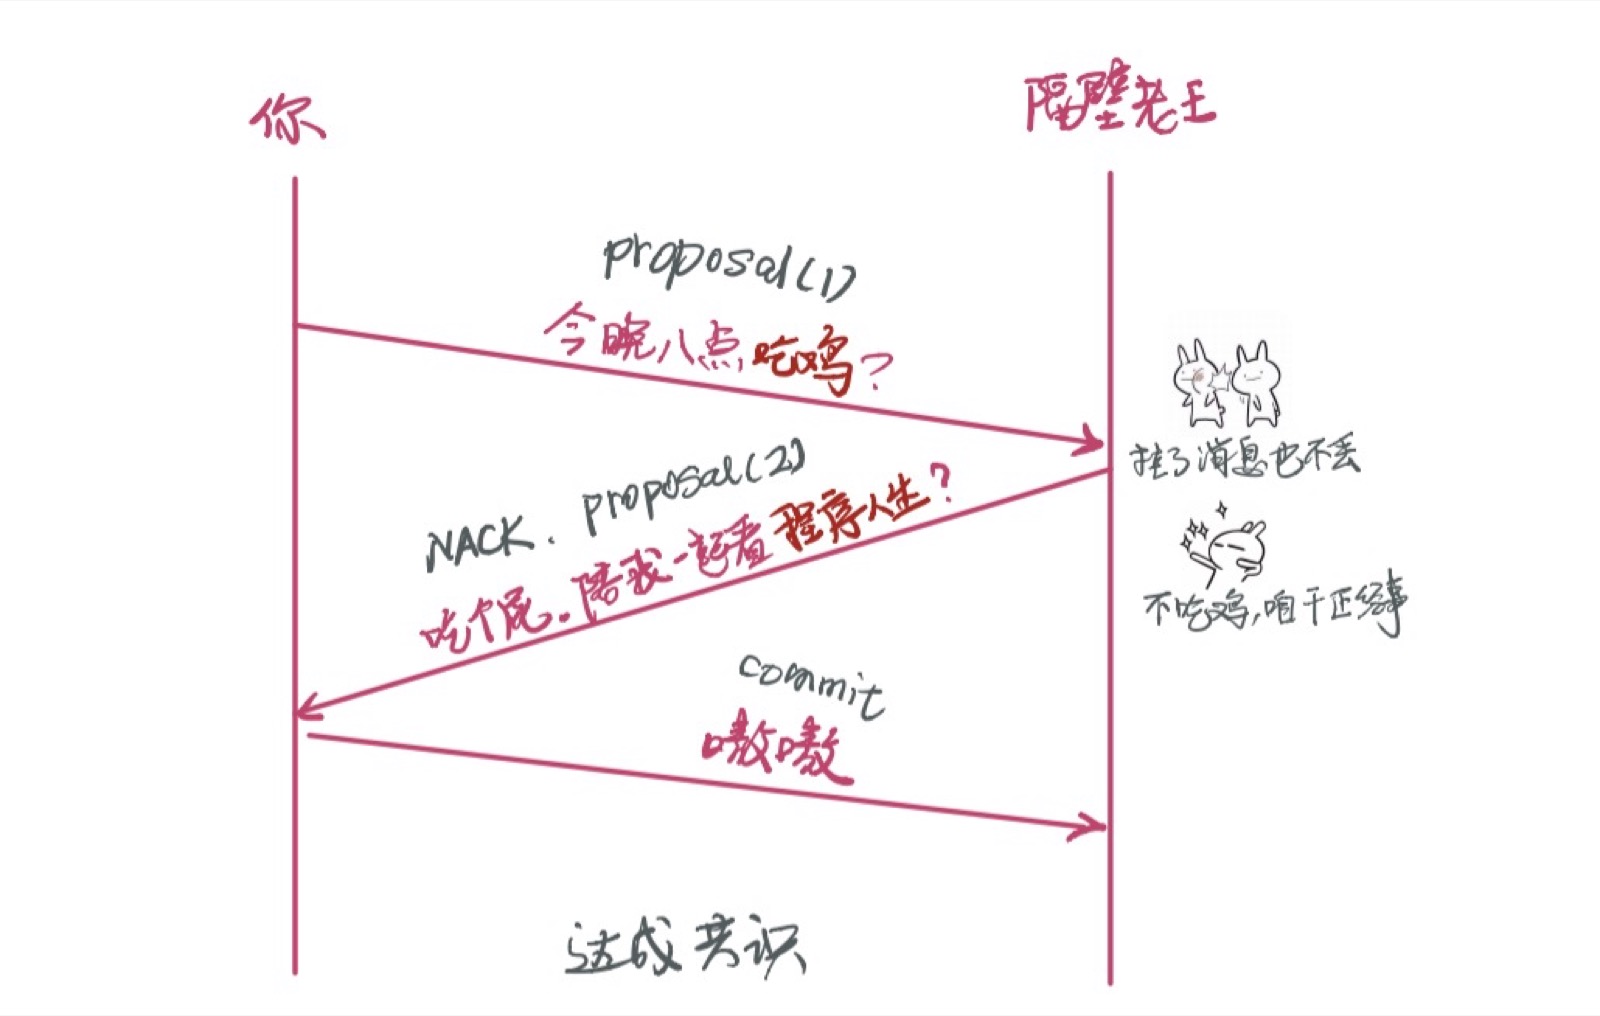 你
隔壁老王
proposal(1)
今晚八点吃鸡?
挂了消息也不丢
NACK. proposal(2)
吃个屁.陪我一起看程序人生?
不吃鸡,咱干正经事
commit
嗷嗷
达成共识